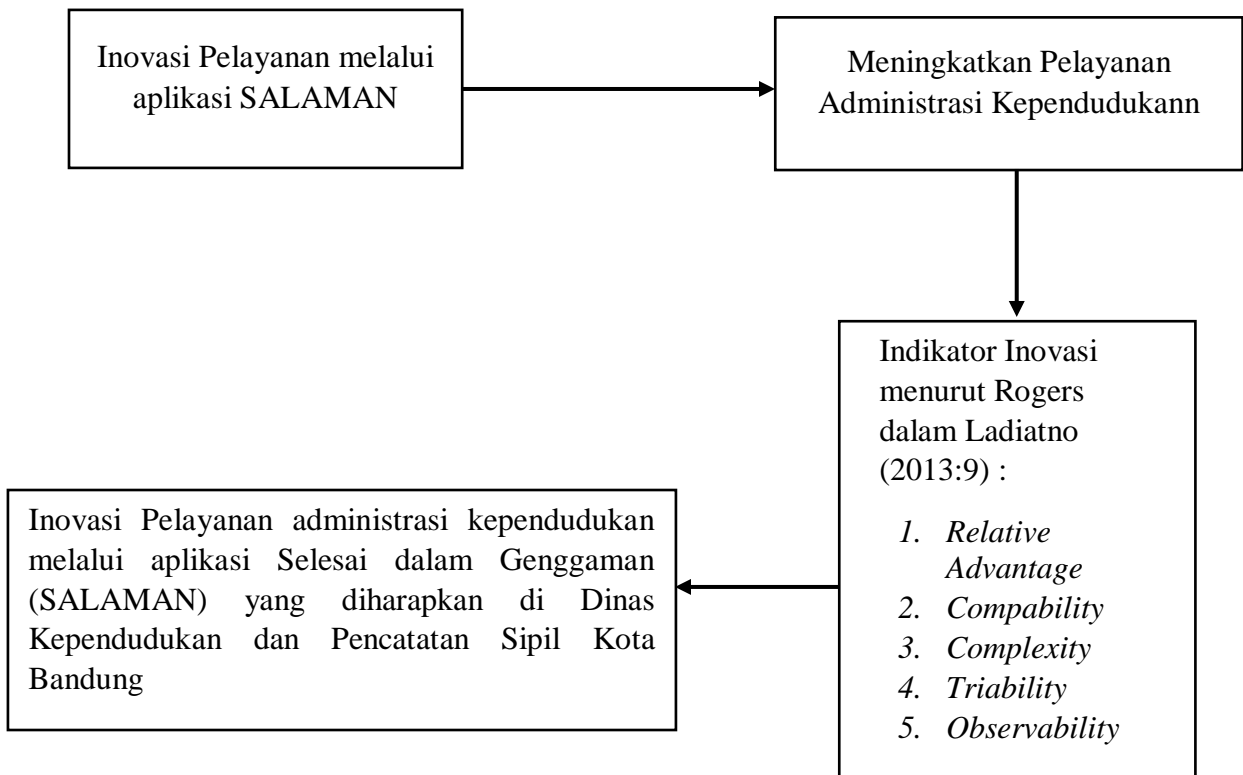 Inovasi Pelayanan melalui
aplikasi SALAMAN
Meningkatkan Pelayanan
Administrasi Kependudukann
Indikator Inovasi
menurut Rogers
dalam Ladiatno
(2013:9) :
1. Relative
Advantage
2. Compability
3. Complexity
4. Triability
5. Observability
Inovasi Pelayanan administrasi kependudukan
melalui aplikasi Selesai dalam Genggaman
(SALAMAN) yang diharapkan di Dinas
Kependudukan dan Pencatatan Sipil Kota
Bandung